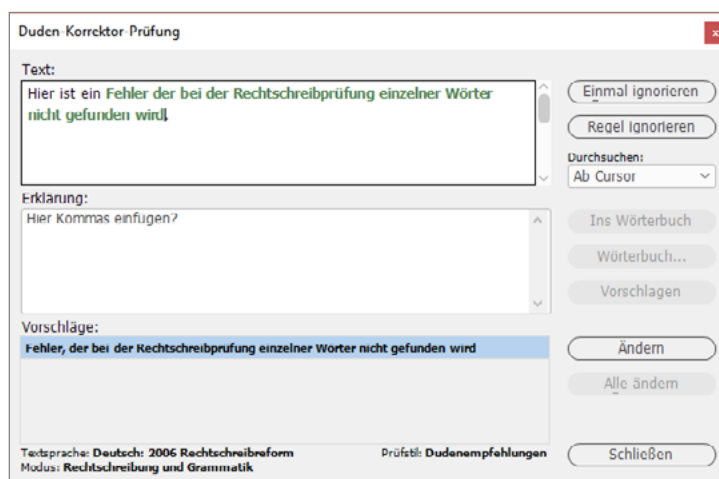 Duden-Korrektor-Prüfung
Text:
Hier ist ein Fehler der bei der Rechtschreibprüfung einzelner Wörter
nicht gefunden wird.
Einmal ignorieren
Regel ignorieren
Durchsuchen:
Ab Cursor
Erklärung:
Hier Kommas einfügen?
Ins Wörterbuch
Wörterbuch...
Vorschlagen
Vorschläge:
Fehler, der bei der Rechtschreibprüfung einzelner Wörter nicht gefunden wird
Ändern
Alle ändern
Textsprache: Deutsch: 2006 Rechtschreibreform
Prüfstil: Dudenempfehlungen
Modus: Rechtschreibung und Grammatik
Schließen